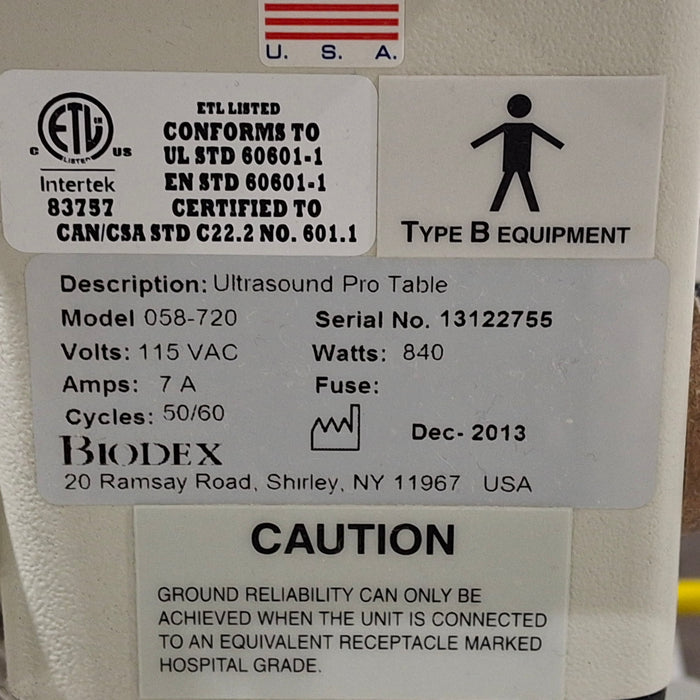 U. S. A.
ETL
LISTED
C US
Intertek
83757
ETL LISTED
CONFORMS TO
UL STD 60601-1
EN STD 60601-1
CERTIFIED TO
CAN/CSA STD C22.2 NO. 601.1
TYPE B EQUIPMENT
Description: Ultrasound Pro Table
Model 058-720 Serial No. 13122755
Volts: 115 VAC Watts: 840
Amps: 7 A Fuse:
Cycles: 50/60
Dec- 2013
BIODEX
20 Ramsay Road, Shirley, NY 11967 USA
CAUTION
GROUND RELIABILITY CAN ONLY BE
ACHIEVED WHEN THE UNIT IS CONNECTED
TO AN EQUIVALENT RECEPTACLE MARKED
HOSPITAL GRADE.